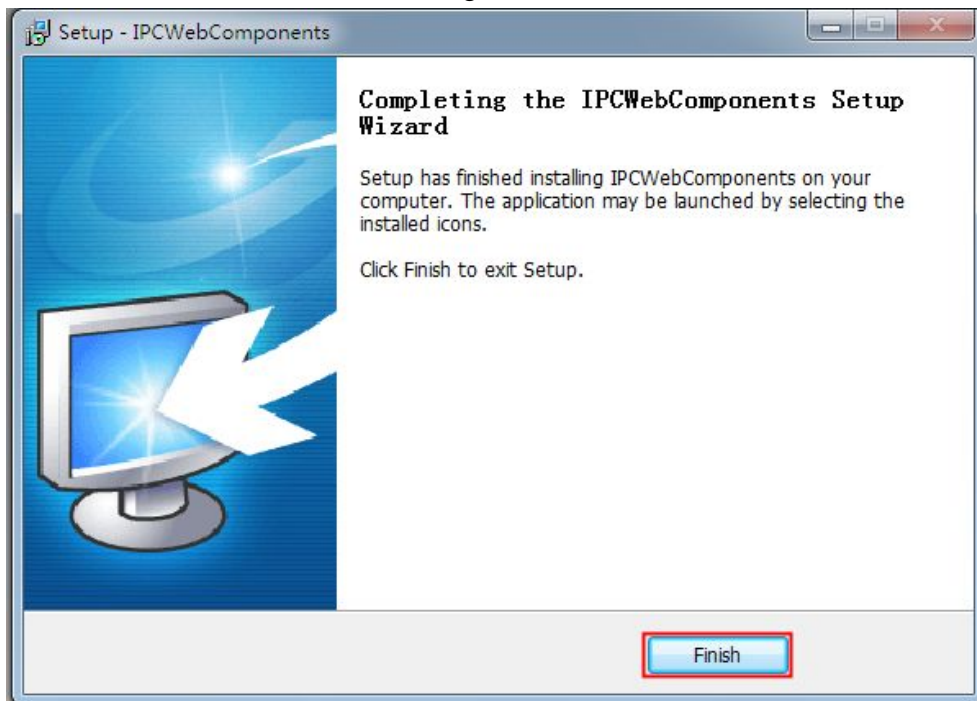 Setup - IPCWebComponents
Completing the IPCWebComponents Setup
Wizard
Setup has finished installing IPCWebComponents on your
computer. The application may be launched by selecting the
installed icons.
Click Finish to exit Setup.
Finish